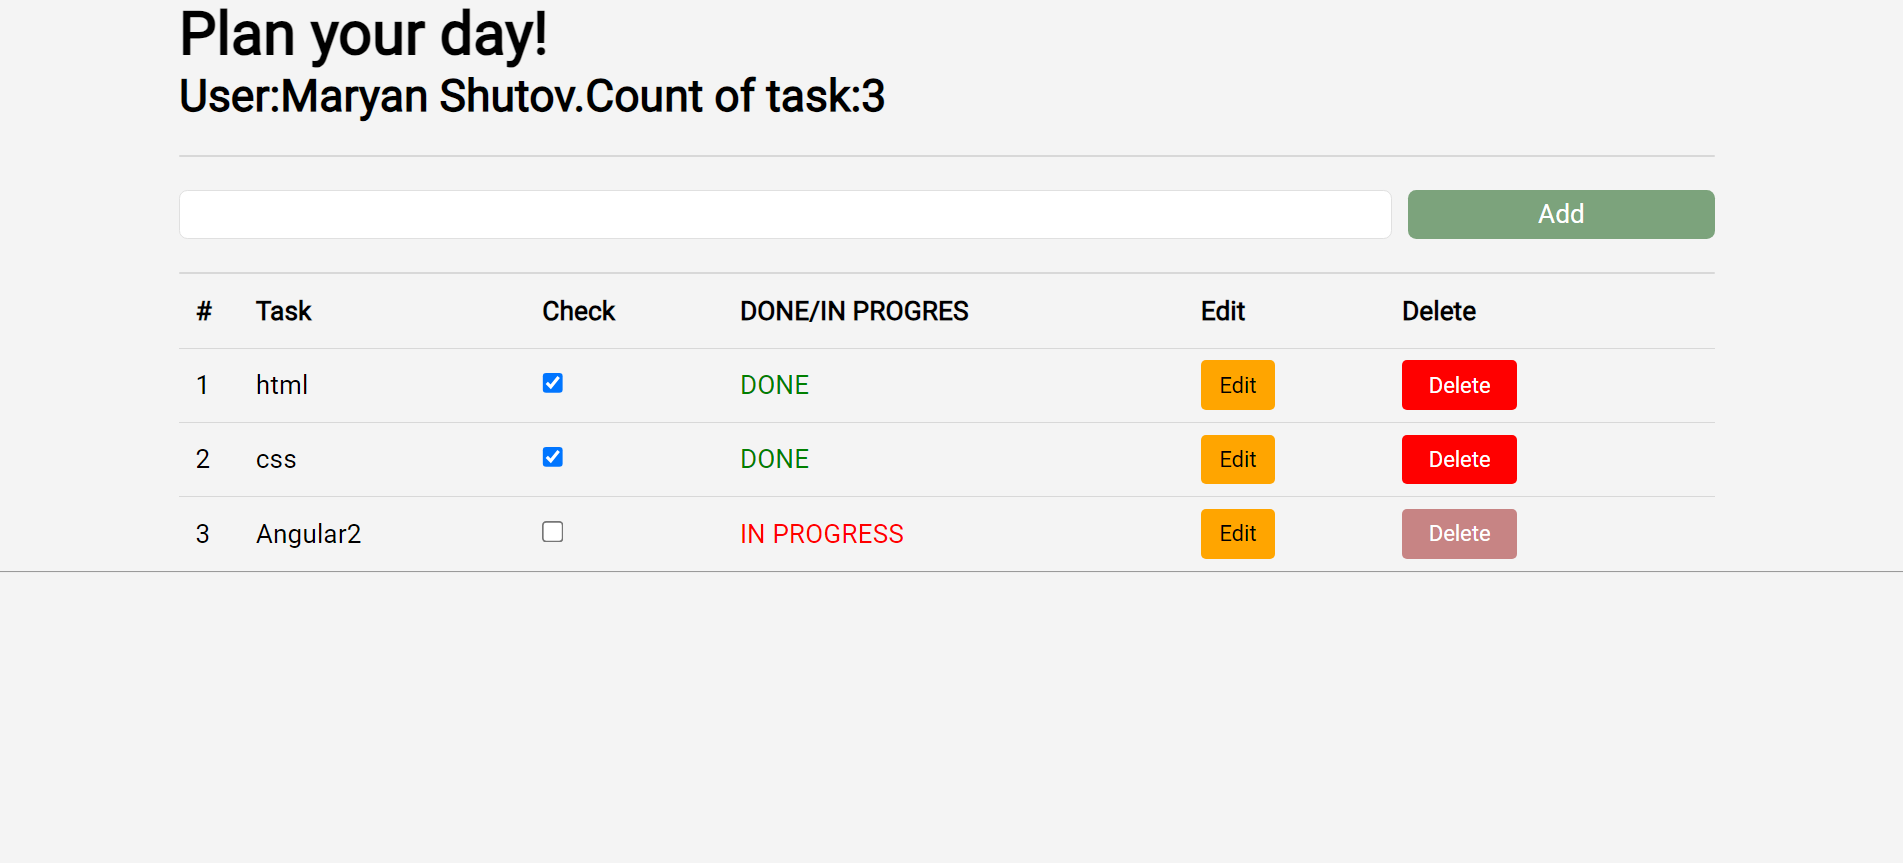 Plan your day!
User:Maryan Shutov.Count of task:3
Add
# Task Check DONE/IN PROGRES Edit Delete
1 html DONE Edit Delete
2 css DONE Edit Delete
3 Angular2 IN PROGRESS Edit Delete